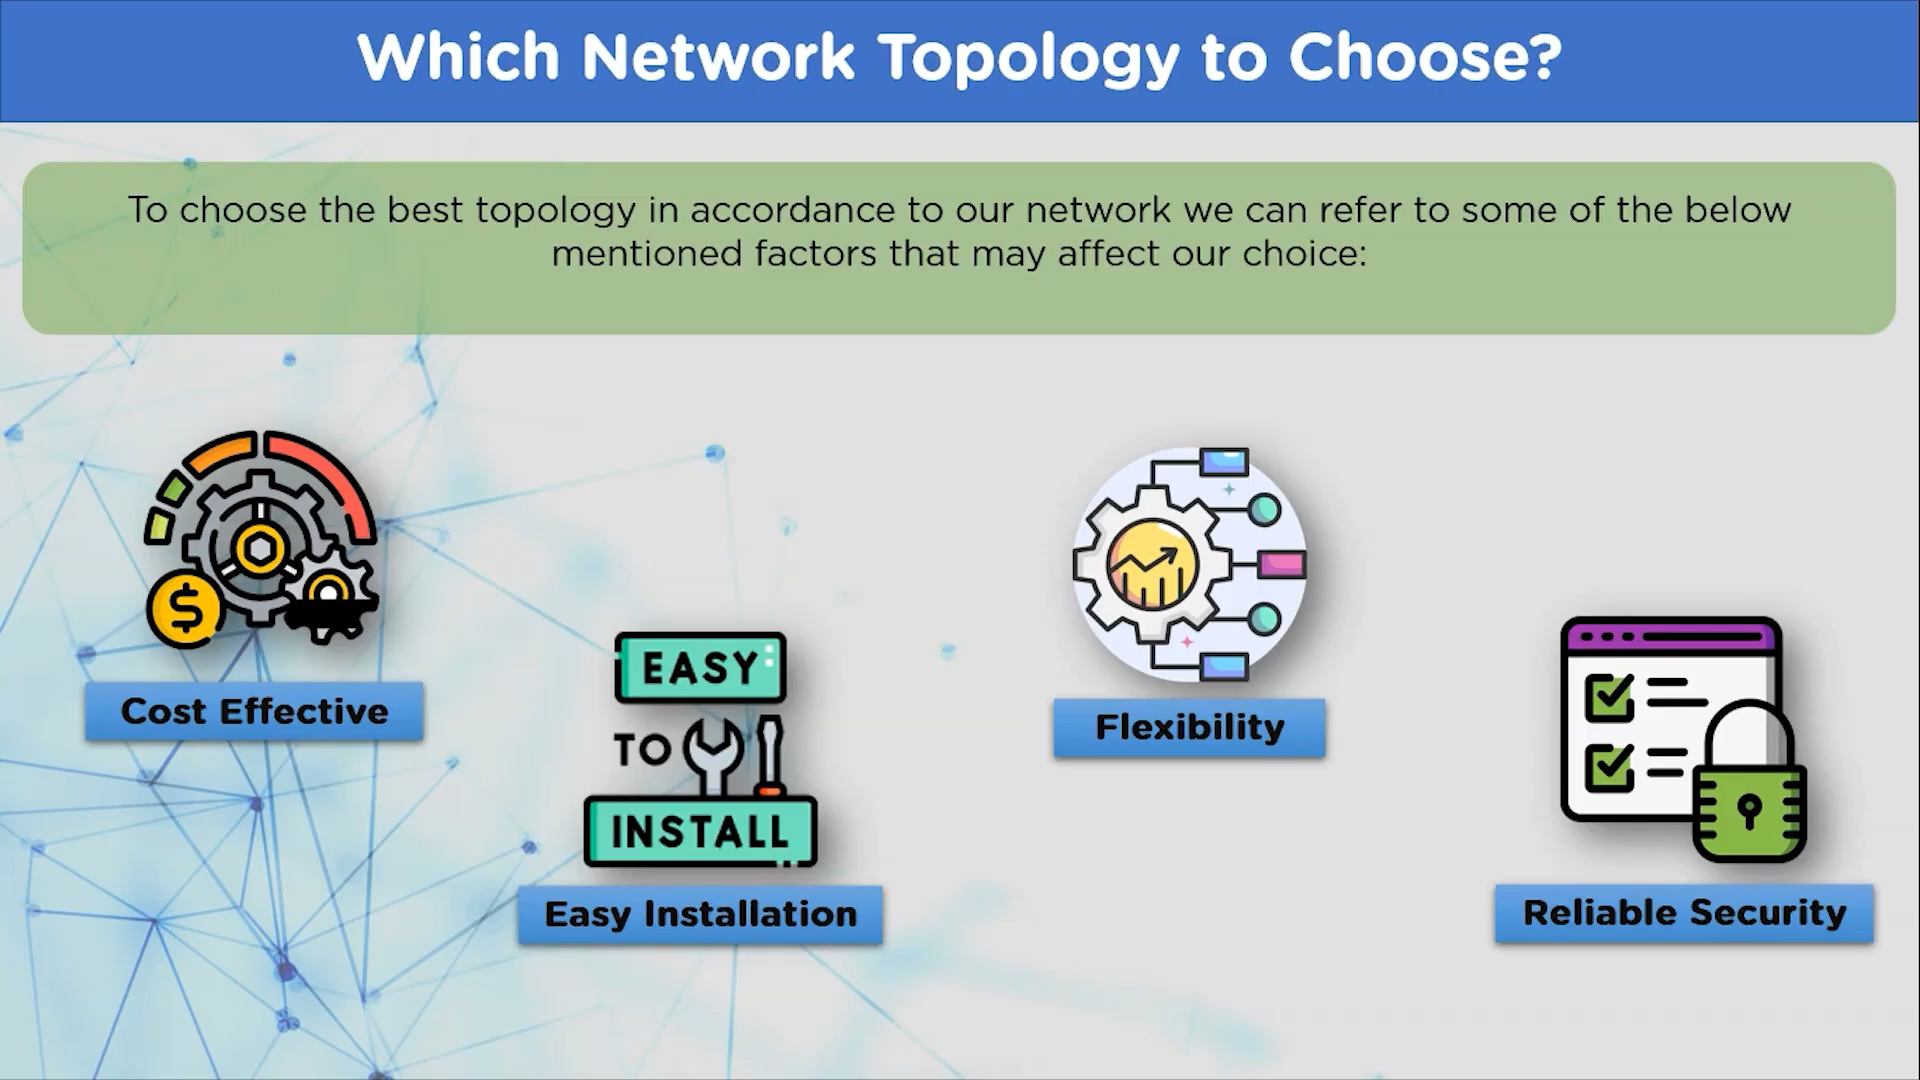 Which Network Topology to Choose?
To choose the best topology in accordance to our network we can refer to some of the below
mentioned factors that may affect our choice:
$
Cost Effective
EASY
TO
INSTALL
Easy Installation
Flexibility
Reliable Security